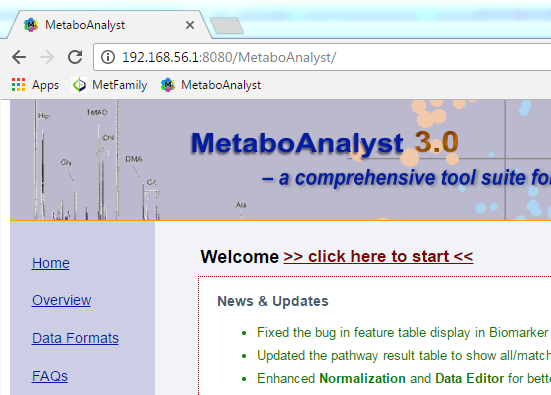 MetaboAnalyst
192.168.56.1:8080/MetaboAnalyst/
Apps MetFamily MetaboAnalyst
Hip TMAO Chl Gly DMA Crt Ala
MetaboAnalyst 3.0
– a comprehensive tool suite for
Home
Overview
Data Formats
FAQs
Welcome >> click here to start <<
News & Updates
• Fixed the bug in feature table display in Biomarker
• Updated the pathway result table to show all/match
• Enhanced Normalization and Data Editor for bette